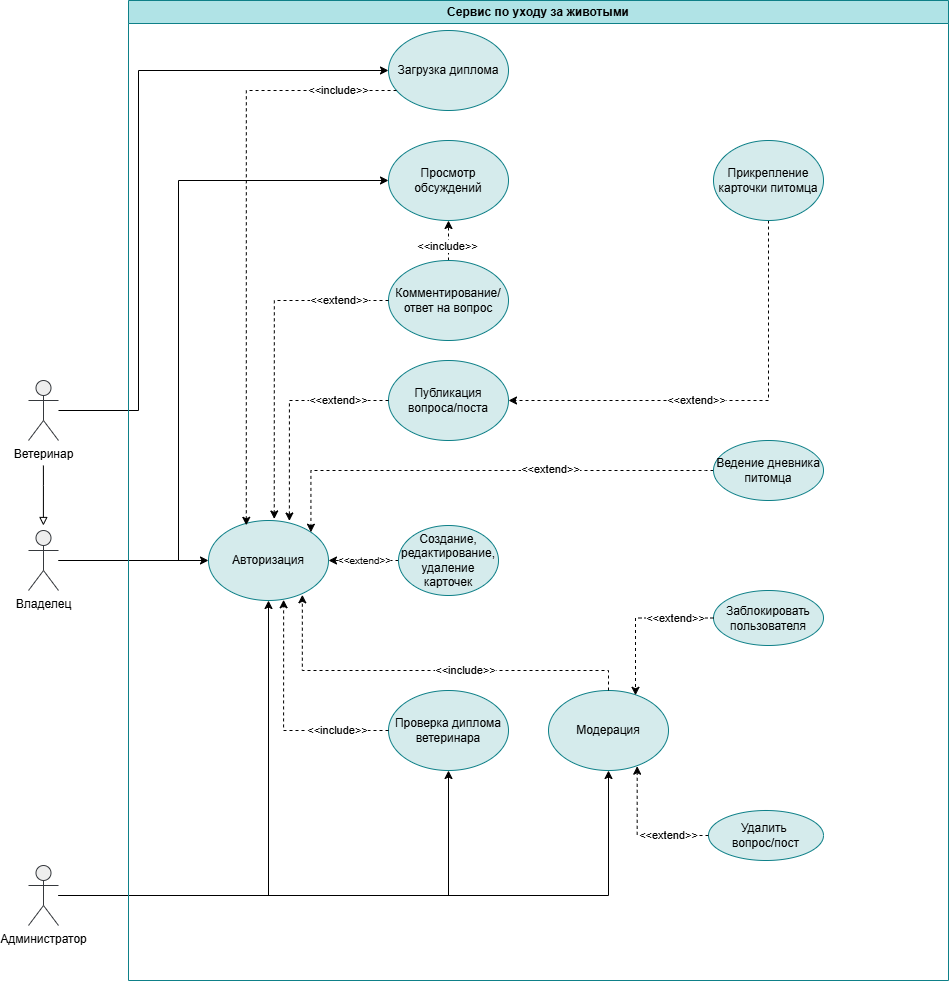 Сервис по уходу за животыми
Загрузка диплома
<<include>>
Просмотр
обсуждений
Прикрепление
карточки питомца
<<include>>
Комментирование/
ответ на вопрос
<<extend>>
Публикация
вопроса/поста
<<extend>>
<<extend>>
Ветеринар
Ведение дневника
питомца
<<extend>>
Авторизация
Создание,
редактирование,
удаление
карточек
<<extend>>
Владелец
Заблокировать
пользователя
<<extend>>
<<include>>
Проверка диплома
ветеринара
<<include>>
Модерация
Удалить
вопрос/пост
<<extend>>
Администратор